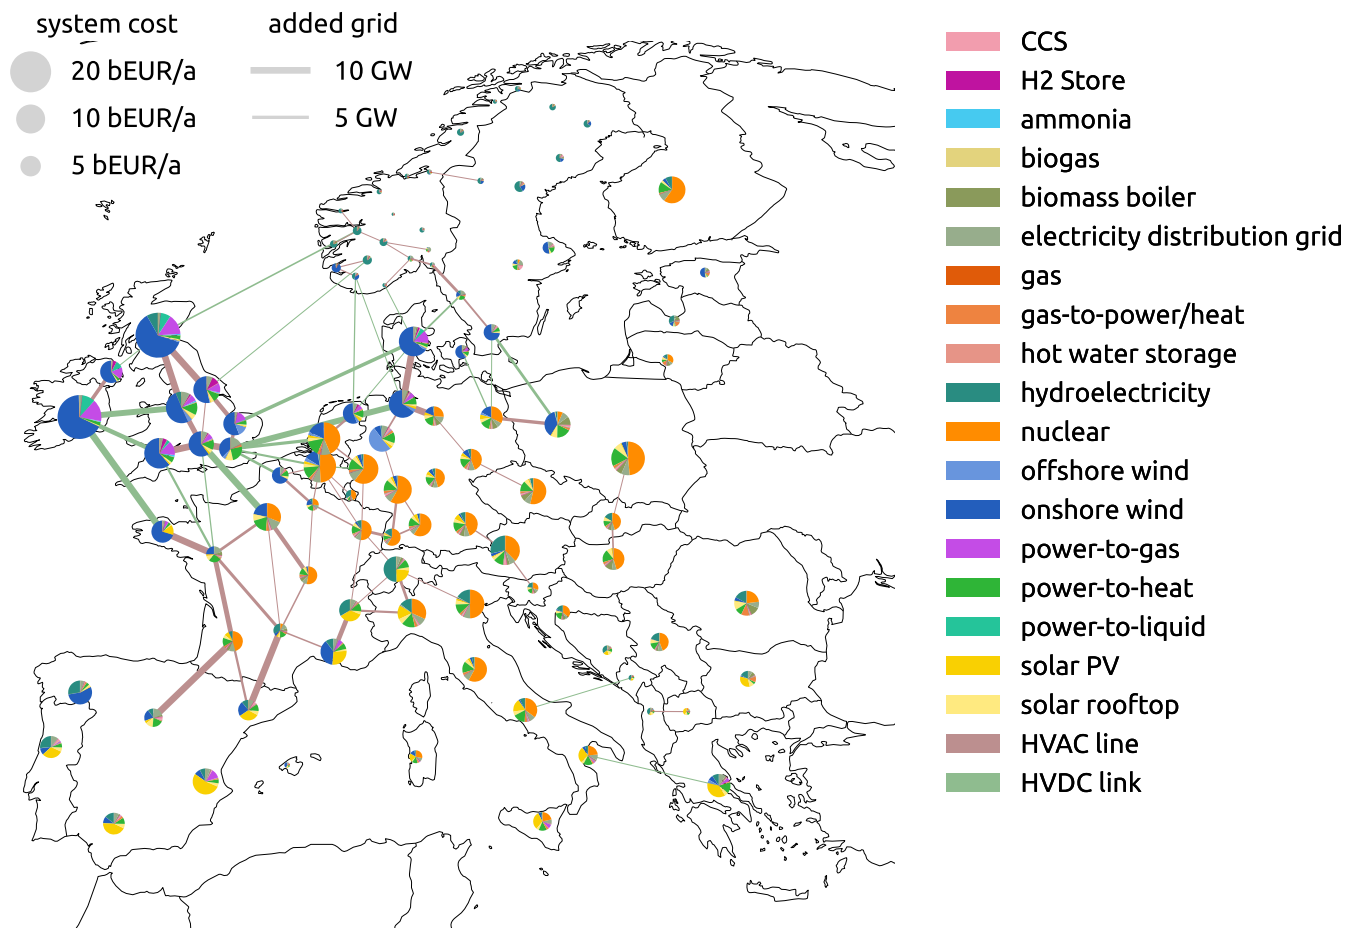 system cost
20 bEUR/a
10 bEUR/a
5 bEUR/a
added grid
10 GW
5 GW
CCS
H2 Store
ammonia
biogas
biomass boiler
electricity distribution grid
gas
gas-to-power/heat
hot water storage
hydroelectricity
nuclear
offshore wind
onshore wind
power-to-gas
power-to-heat
power-to-liquid
solar PV
solar rooftop
HVAC line
HVDC link